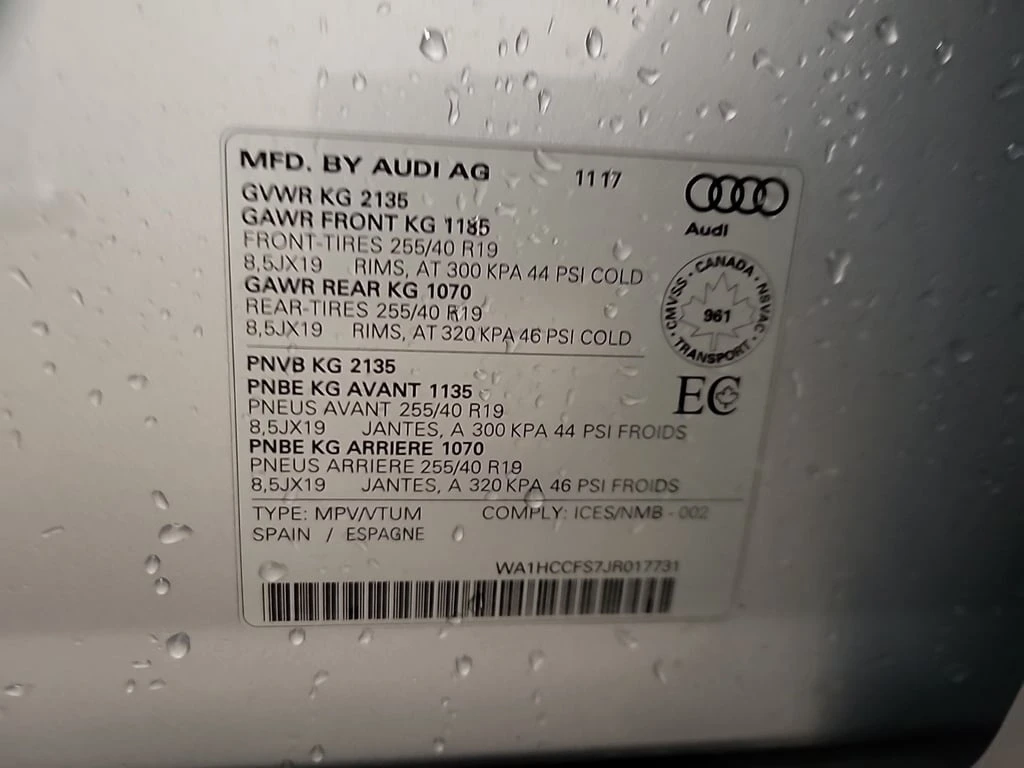 MFD. BY AUDI AG 11 17
GVWR KG 2135
GAWR FRONT KG 1185
FRONT-TIRES 255/40 R19
8,5JX19 RIMS, AT 300 KPA 44 PSI COLD
GAWR REAR KG 1070
REAR-TIRES 255/40 R19
8,5JX19 RIMS, AT 320 KPA 46 PSI COLD
Audi
CANADA · NSVAC · TRANSPORT · CMVSS ·
961
PNVB KG 2135
PNBE KG AVANT 1135
PNEUS AVANT 255/40 R19
8,5JX19 JANTES, A 300 KPA 44 PSI FROIDS
PNBE KG ARRIERE 1070
PNEUS ARRIERE 255/40 R19
8,5JX19 JANTES, A 320 KPA 46 PSI FROIDS
EC
TYPE: MPV/VTUM COMPLY: ICES/NMB - 002
SPAIN / ESPAGNE
WA1HCCFS7JR017731